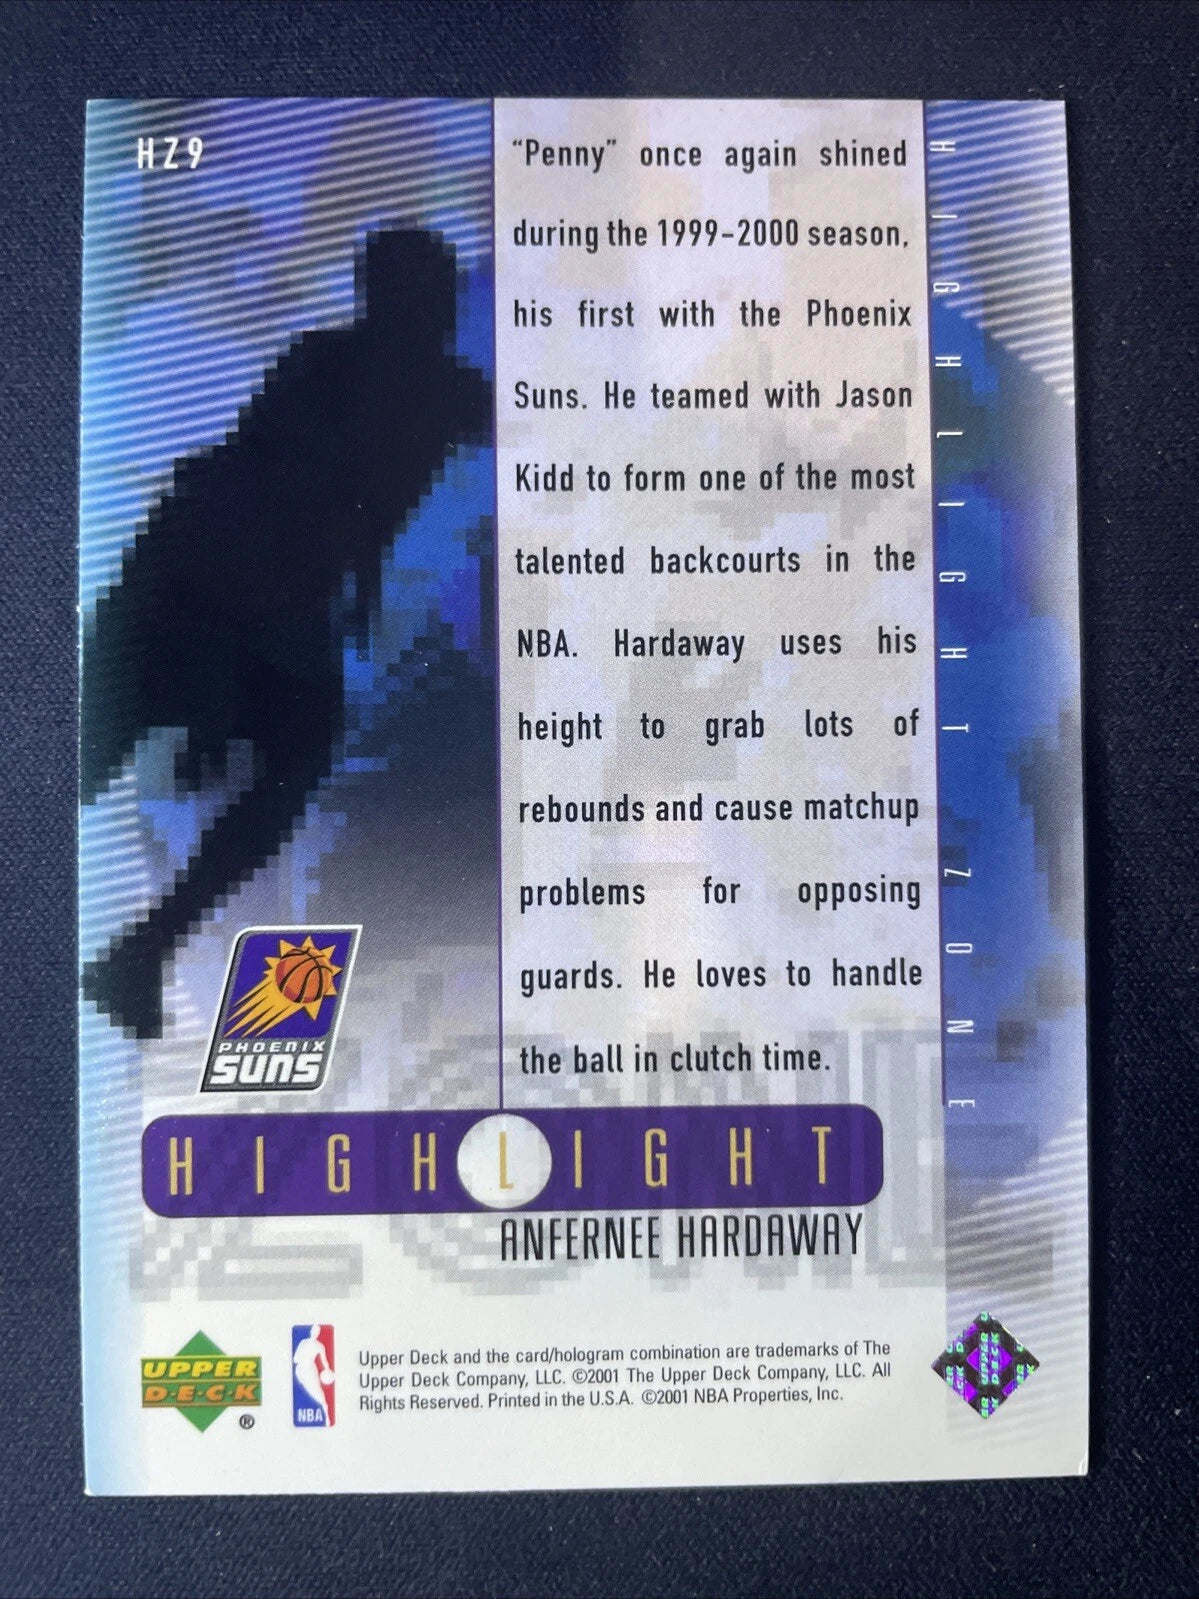 HZ9
"Penny" once again shined
during the 1999-2000 season,
his first with the Phoenix
Suns. He teamed with Jason
Kidd to form one of the most
talented backcourts in the
NBA. Hardaway uses his
height to grab lots of
rebounds and cause matchup
problems for opposing
guards. He loves to handle
the ball in clutch time.
HIGHLIGHT ZONE
PHOENIX
SUNS
HIGHLIGHT
ZONE
ANFERNEE HARDAWAY
UPPER
D·E·C·K
®
NBA
Upper Deck and the card/hologram combination are trademarks of The
Upper Deck Company, LLC. ©2001 The Upper Deck Company, LLC. All
Rights Reserved. Printed in the U.S.A. ©2001 NBA Properties, Inc.
UPPER
DECK